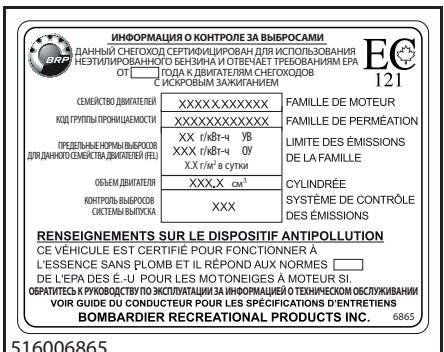 ИНФОРМАЦИЯ О КОНТРОЛЕ ЗА ВЫБРОСАМИ
BRP
ДАННЫЙ СНЕГОХОД СЕРТИФИЦИРОВАН ДЛЯ ИСПОЛЬЗОВАНИЯ
НЕЭТИЛИРОВАННОГО БЕНЗИНА И ОТВЕЧАЕТ ТРЕБОВАНИЯМ EPA
ОТ ГОДА К ДВИГАТЕЛЯМ СНЕГОХОДОВ
С ИСКРОВЫМ ЗАЖИГАНИЕМ
EC
121
СЕМЕЙСТВО ДВИГАТЕЛЕЙ XXXXX.XXXXXX FAMILLE DE MOTEUR
КОД ГРУППЫ ПРОНИЦАЕМОСТИ XXXXXXXXXXXX FAMILLE DE PERMÉATION
ПРЕДЕЛЬНЫЕ НОРМЫ ВЫБРОСОВ
ДЛЯ ДАННОГО СЕМЕЙСТВА ДВИГАТЕЛЕЙ (FEL)
XX г/кВт-ч УВ
XXX г/кВт-ч ОУ
X.X г/м² в сутки
LIMITE DES ÉMISSIONS
DE LA FAMILLE
ОБЪЕМ ДВИГАТЕЛЯ XXX.X см³ CYLINDRÉE
КОНТРОЛЬ ВЫБРОСОВ
СИСТЕМЫ ВЫПУСКА
XXX
SYSTÈME DE CONTRÔLE
DES ÉMISSIONS
RENSEIGNEMENTS SUR LE DISPOSITIF ANTIPOLLUTION
CE VÉHICULE EST CERTIFIÉ POUR FONCTIONNER À
L'ESSENCE SANS PLOMB ET IL RÉPOND AUX NORMES
DE L'EPA DES É.-U POUR LES MOTONEIGES À MOTEUR SI.
ОБРАТИТЕСЬ К РУКОВОДСТВУ ПО ЭКСПЛУАТАЦИИ ЗА ИНФОРМАЦИЕЙ О ТЕХНИЧЕСКОМ ОБСЛУЖИВАНИИ
VOIR GUIDE DU CONDUCTEUR POUR LES SPÉCIFICATIONS D'ENTRETIENS
BOMBARDIER RECREATIONAL PRODUCTS INC. 6865
516006865